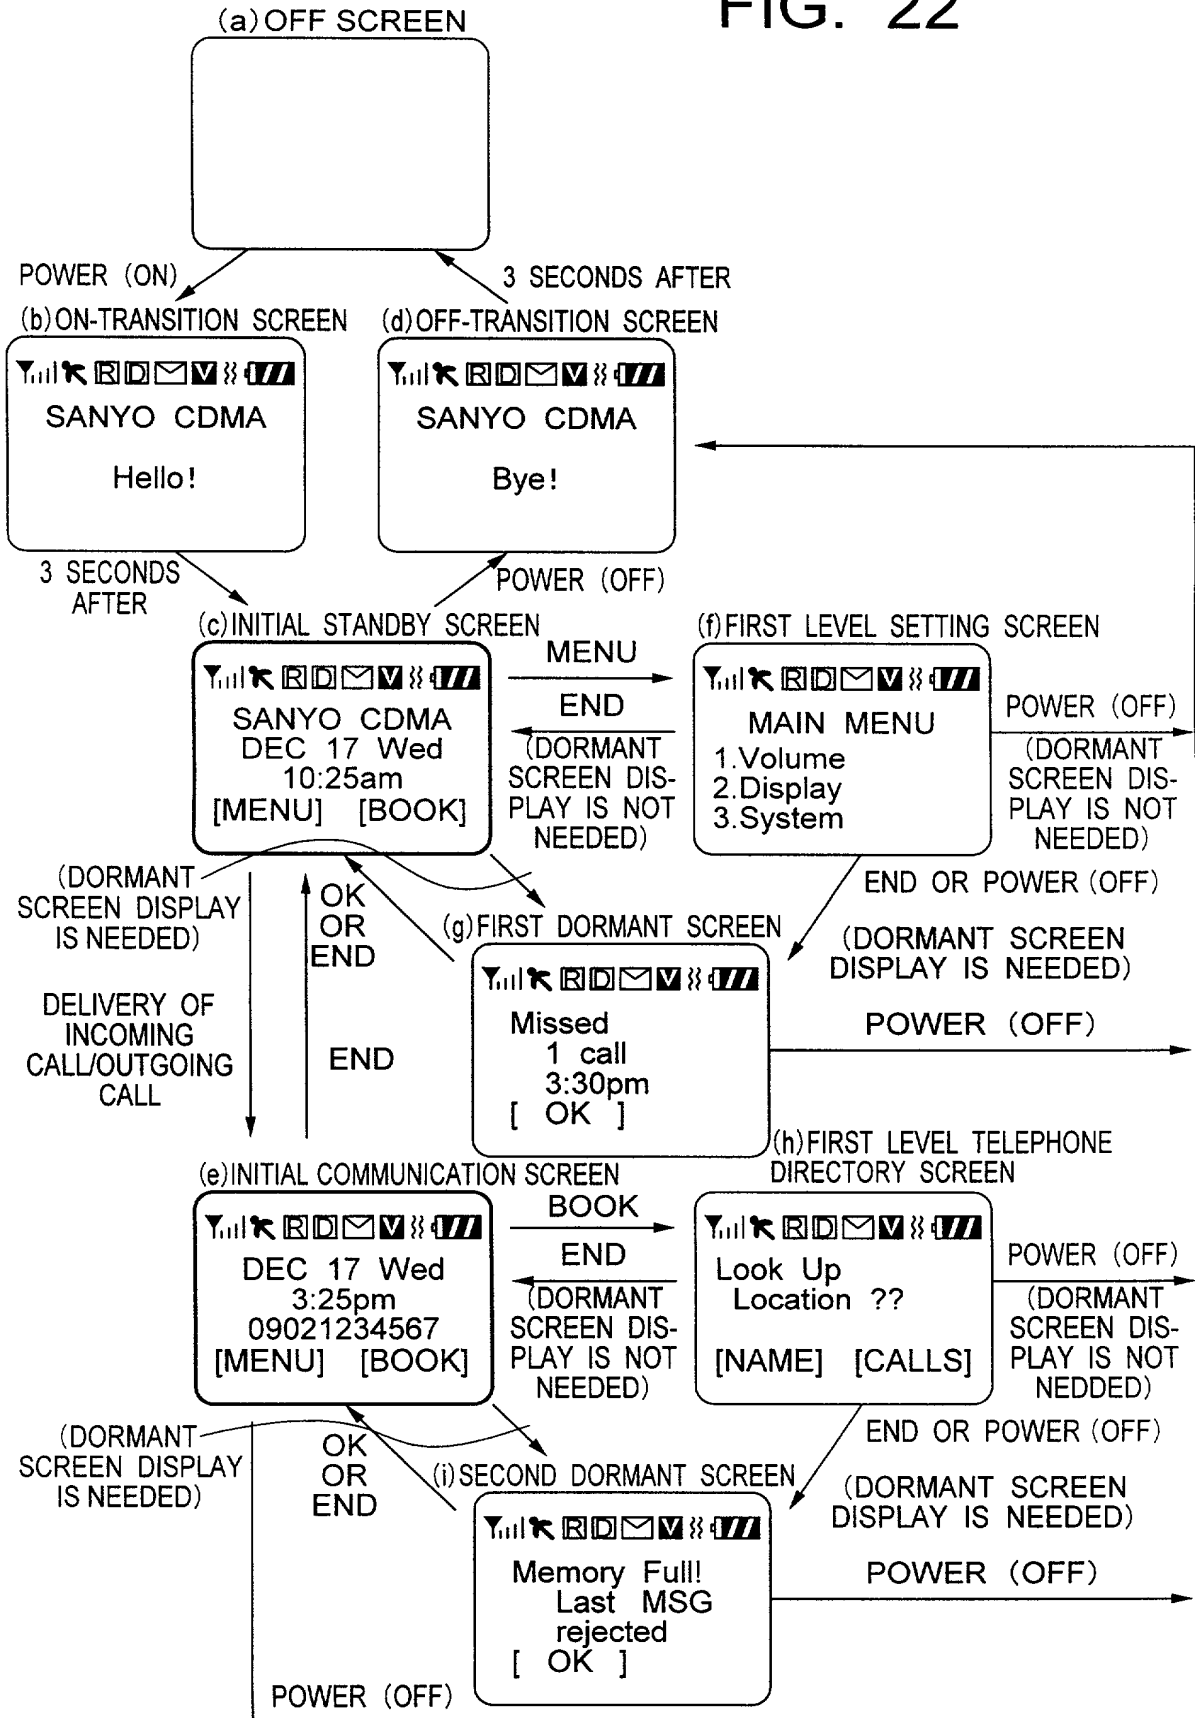 FIG. 22
(a)OFF SCREEN
POWER (ON)
3 SECONDS AFTER
(b)ON-TRANSITION SCREEN
R D V
SANYO CDMA
Hello!
(d)OFF-TRANSITION SCREEN
R D V
SANYO CDMA
Bye!
3 SECONDS
AFTER
POWER (OFF)
(c)INITIAL STANDBY SCREEN
R D V
SANYO CDMA
DEC 17 Wed
10:25am
[MENU] [BOOK]
MENU
END
(DORMANT
SCREEN DIS-
PLAY IS NOT
NEEDED)
(f)FIRST LEVEL SETTING SCREEN
R D V
MAIN MENU
1.Volume
2.Display
3.System
POWER (OFF)
(DORMANT
SCREEN DIS-
PLAY IS NOT
NEEDED)
(DORMANT
SCREEN DISPLAY
IS NEEDED)
OK
OR
END
END OR POWER (OFF)
(DORMANT SCREEN
DISPLAY IS NEEDED)
(g)FIRST DORMANT SCREEN
R D V
Missed
1 call
3:30pm
[ OK ]
POWER (OFF)
DELIVERY OF
INCOMING
CALL/OUTGOING
CALL
END
(e)INITIAL COMMUNICATION SCREEN
R D V
DEC 17 Wed
3:25pm
09021234567
[MENU] [BOOK]
BOOK
END
(DORMANT
SCREEN DIS-
PLAY IS NOT
NEEDED)
(h)FIRST LEVEL TELEPHONE
DIRECTORY SCREEN
R D V
Look Up
Location ??
[NAME] [CALLS]
POWER (OFF)
(DORMANT
SCREEN DIS-
PLAY IS NOT
NEDDED)
(DORMANT
SCREEN DISPLAY
IS NEEDED)
OK
OR
END
END OR POWER (OFF)
(DORMANT SCREEN
DISPLAY IS NEEDED)
(i)SECOND DORMANT SCREEN
R D V
Memory Full!
Last MSG
rejected
[ OK ]
POWER (OFF)
POWER (OFF)